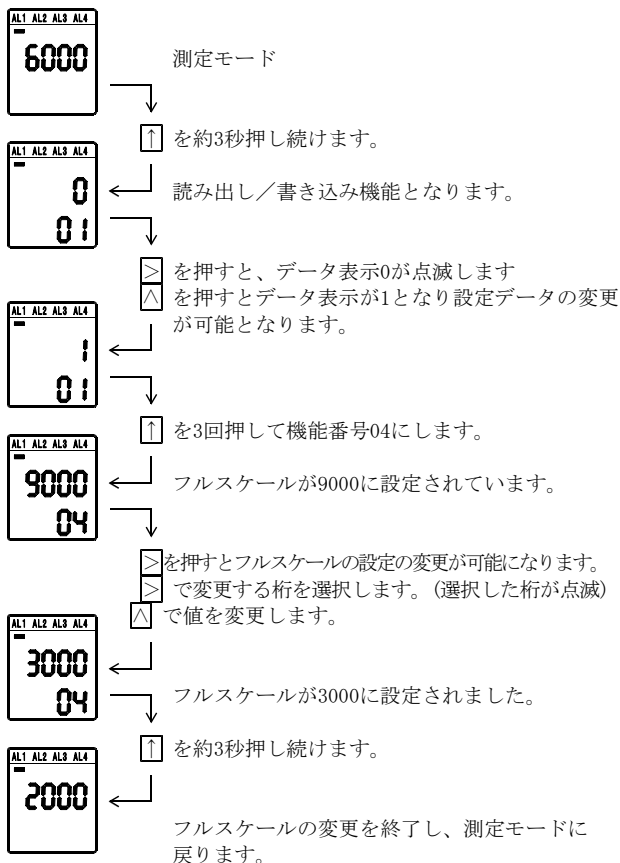 AL1 AL2 AL3 AL4
6000
測定モード
↑ を約3秒押し続けます。
AL1 AL2 AL3 AL4
0
01
読み出し／書き込み機能となります。
> を押すと、データ表示0が点滅します
∧ を押すとデータ表示が1となり設定データの変更
が可能となります。
AL1 AL2 AL3 AL4
1
01
↑ を3回押して機能番号04にします。
AL1 AL2 AL3 AL4
9000
04
フルスケールが9000に設定されています。
>を押すとフルスケールの設定の変更が可能になります。
> で変更する桁を選択します。(選択した桁が点滅)
∧ で値を変更します。
AL1 AL2 AL3 AL4
3000
04
フルスケールが3000に設定されました。
↑ を約3秒押し続けます。
AL1 AL2 AL3 AL4
2000
フルスケールの変更を終了し、測定モードに
戻ります。